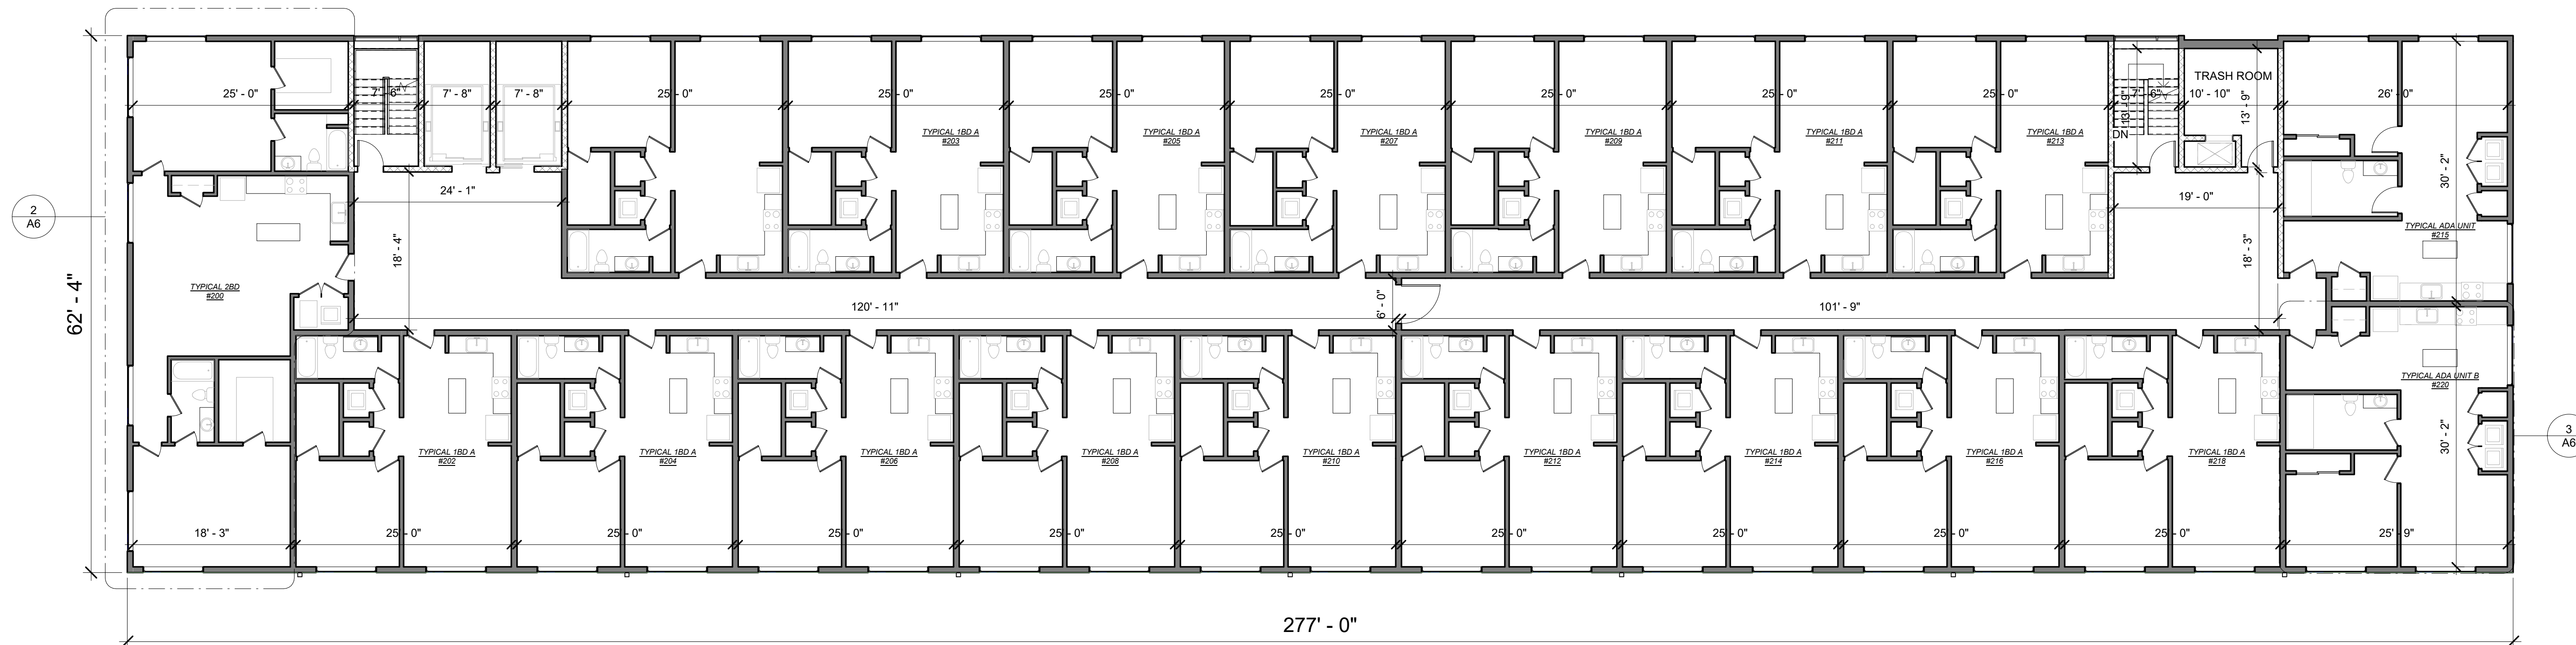 TRASH ROOM
25' - 0"
7' - 6"
7' - 8"
7' - 8"
25' - 0"
25' - 0"
25' - 0"
25' - 0"
25' - 0"
25' - 0"
25' - 0"
13' - 9"
7' - 6"
10' - 10"
13' - 9"
26' - 0"
DN
TYPICAL 1BD A
#203
TYPICAL 1BD A
#205
TYPICAL 1BD A
#207
TYPICAL 1BD A
#209
TYPICAL 1BD A
#211
TYPICAL 1BD A
#213
30' - 2"
24' - 1"
19' - 0"
2
A6
TYPICAL ADA UNIT
#215
18' - 4"
18' - 3"
62' - 4"
TYPICAL 2BD
#200
120' - 11"
6' - 0"
101' - 9"
TYPICAL ADA UNIT B
#220
3
A6
30' - 2"
TYPICAL 1BD A
#202
TYPICAL 1BD A
#204
TYPICAL 1BD A
#206
TYPICAL 1BD A
#208
TYPICAL 1BD A
#210
TYPICAL 1BD A
#212
TYPICAL 1BD A
#214
TYPICAL 1BD A
#216
TYPICAL 1BD A
#218
18' - 3"
25' - 0"
25' - 0"
25' - 0"
25' - 0"
25' - 0"
25' - 0"
25' - 0"
25' - 0"
25' - 0"
25' - 9"
277' - 0"